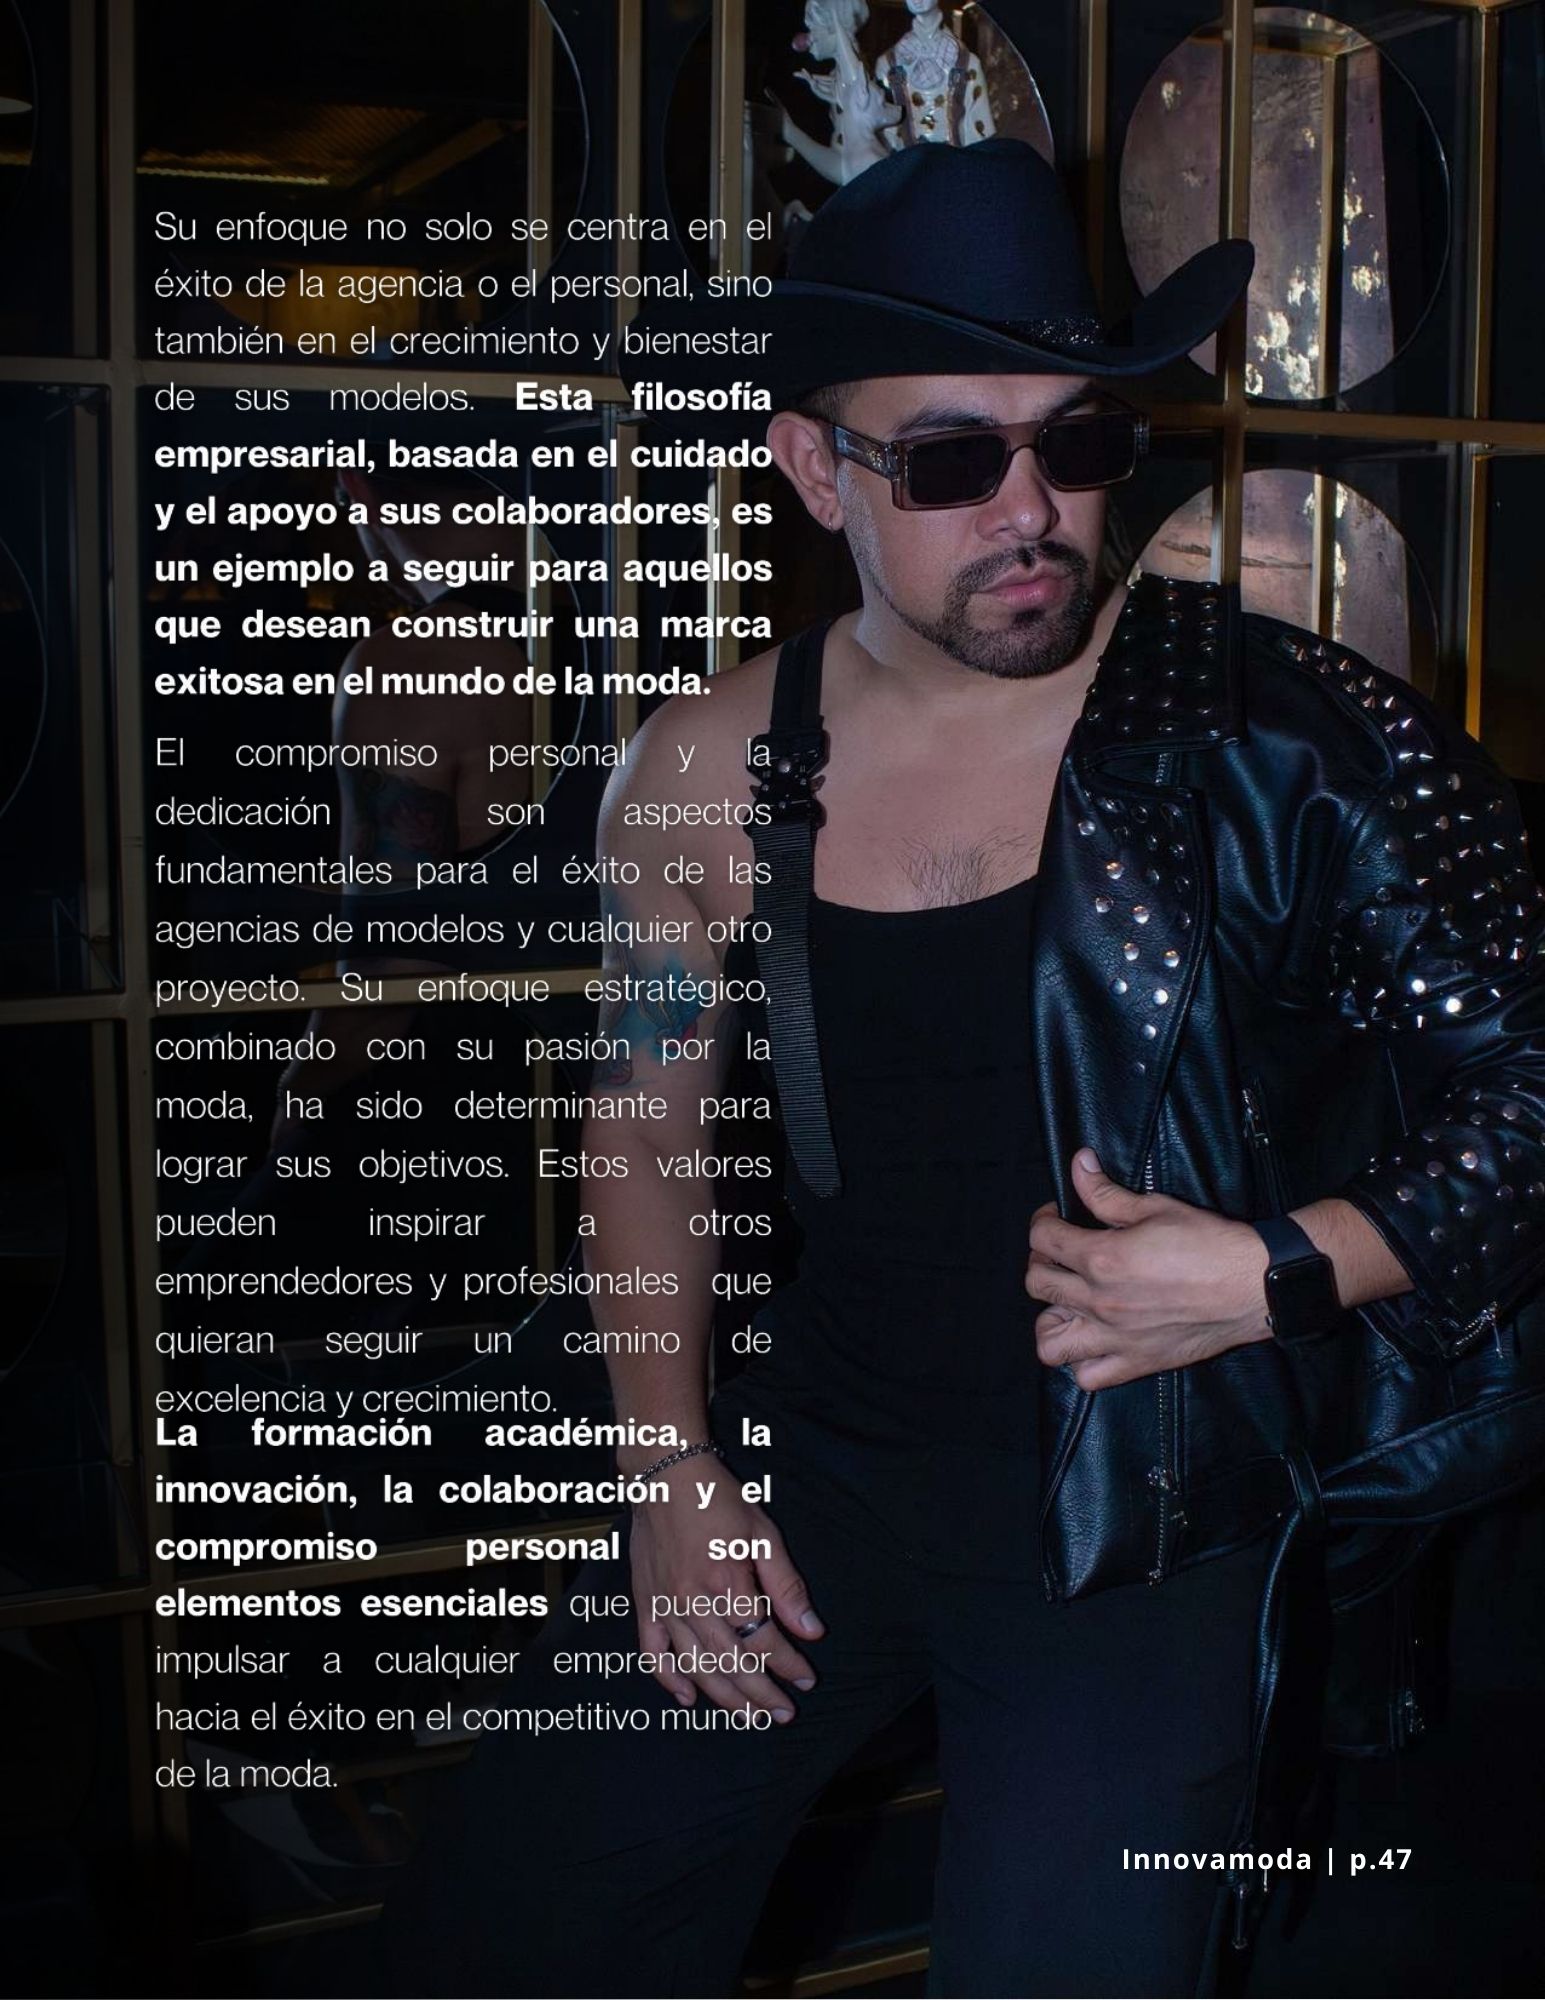 Su enfoque no solo se centra en el
éxito de la agencia o el personal, sino
también en el crecimiento y bienestar
de sus modelos. Esta filosofía
empresarial, basada en el cuidado
y el apoyo a sus colaboradores, es
un ejemplo a seguir para aquellos
que desean construir una marca
exitosa en el mundo de la moda.
El compromiso personal y la
dedicación son aspectos
fundamentales para el éxito de las
agencias de modelos y cualquier otro
proyecto. Su enfoque estratégico,
combinado con su pasión por la
moda, ha sido determinante para
lograr sus objetivos. Estos valores
pueden inspirar a otros
emprendedores y profesionales que
quieran seguir un camino de
excelencia y crecimiento.
La formación académica, la
innovación, la colaboración y el
compromiso personal son
elementos esenciales que pueden
impulsar a cualquier emprendedor
hacia el éxito en el competitivo mundo
de la moda.
Innovamoda | p.47